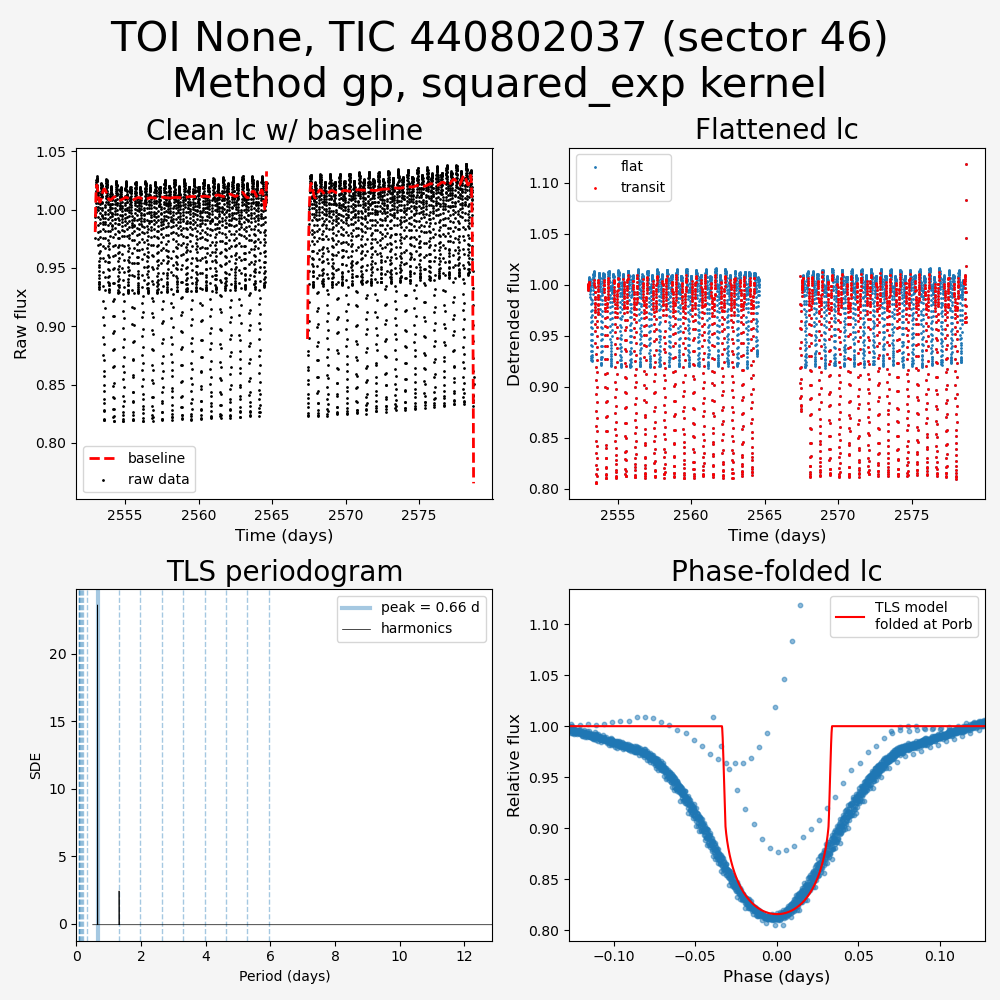 TOI None, TIC 440802037 (sector 46)
Method gp, squared_exp kernel
Clean lc w/ baseline
1.05
1.00
0.95
0.90
0.85
0.80
Raw flux
baseline
raw data
2555
2560
2565
2570
2575
Time (days)
Flattened lc
flat
transit
1.10
1.05
1.00
0.95
0.90
0.85
0.80
Detrended flux
2555
2560
2565
2570
2575
Time (days)
TLS periodogram
peak = 0.66 d
harmonics
20
15
10
5
0
SDE
0
2
4
6
8
10
12
Period (days)
Phase-folded lc
TLS model
folded at Porb
1.10
1.05
1.00
0.95
0.90
0.85
0.80
Relative flux
−0.10
−0.05
0.00
0.05
0.10
Phase (days)